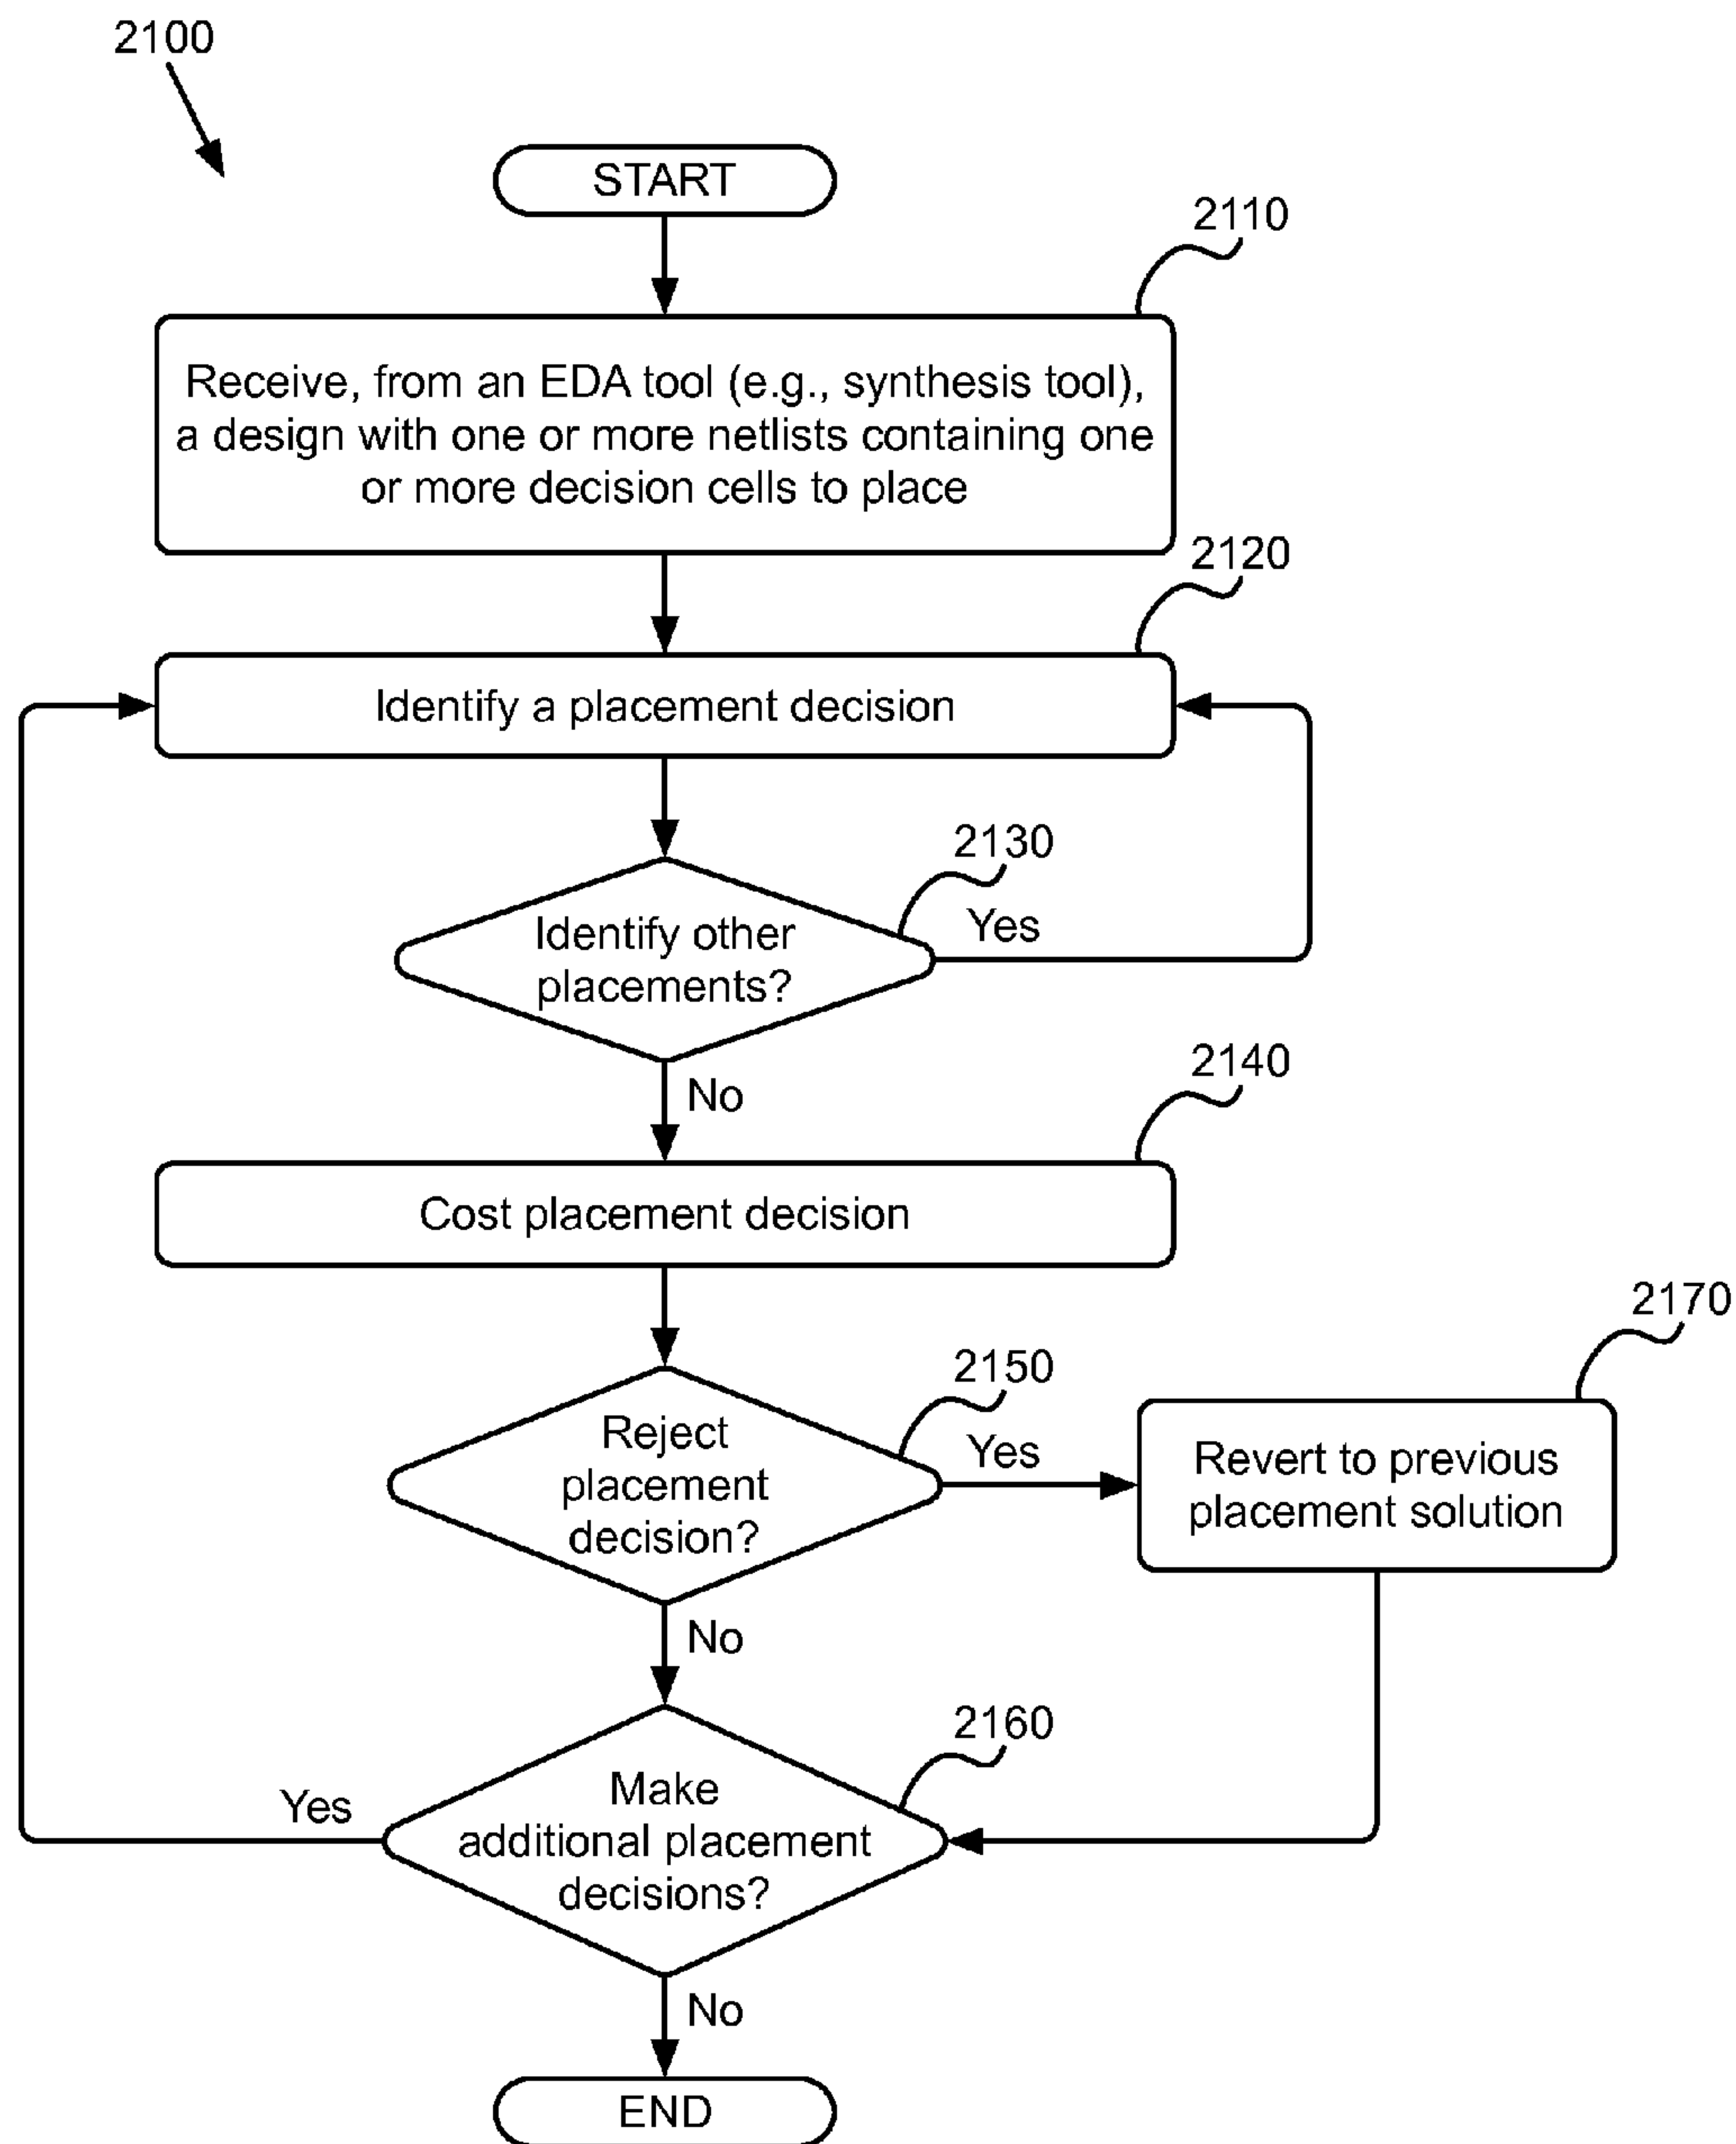 2100
START
2110
Receive, from an EDA tool (e.g., synthesis tool),
a design with one or more netlists containing one
or more decision cells to place
2120
Identify a placement decision
2130
Identify other
placements?
Yes
No
2140
Cost placement decision
2150
Reject
placement
decision?
Yes
2170
Revert to previous
placement solution
No
2160
Make
additional placement
decisions?
Yes
No
END